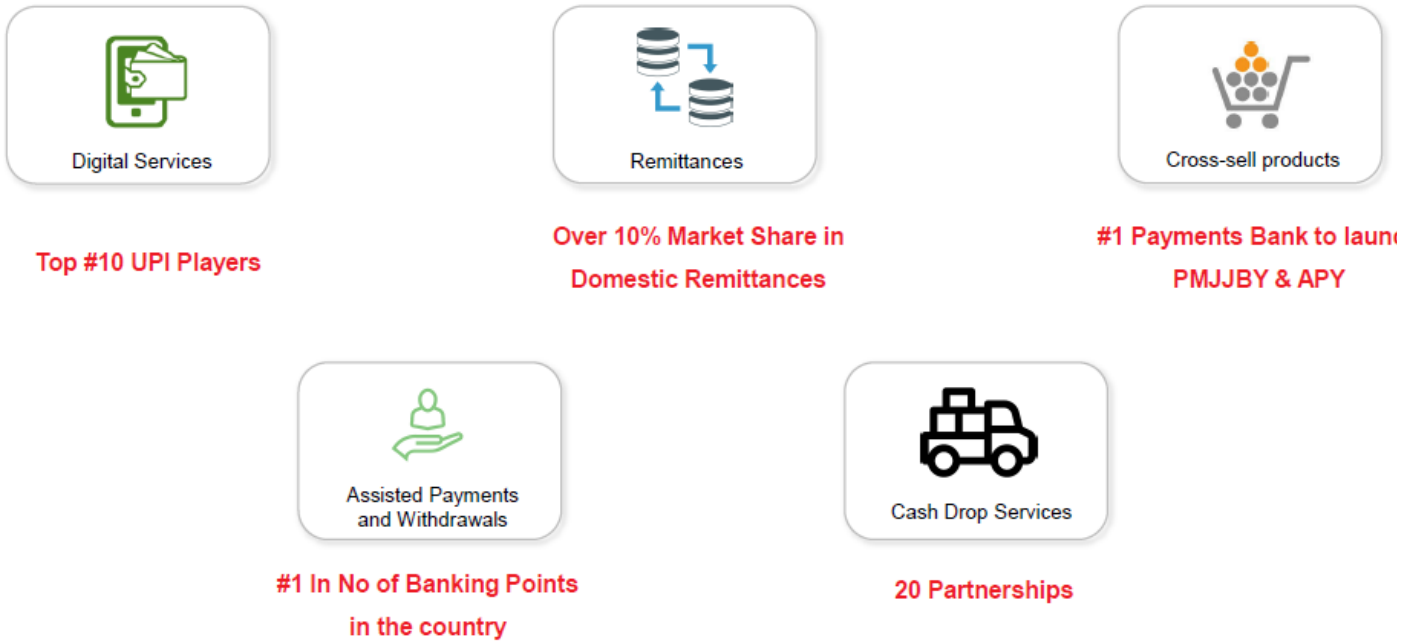 Digital Services
Top #10 UPI Players
Remittances
Over 10% Market Share in
Domestic Remittances
Cross-sell products
#1 Payments Bank to
PMJJBY & APY
Assisted Payments
and Withdrawals
#1 In No of Banking Points
in the country
Cash Drop Services
20 Partnerships